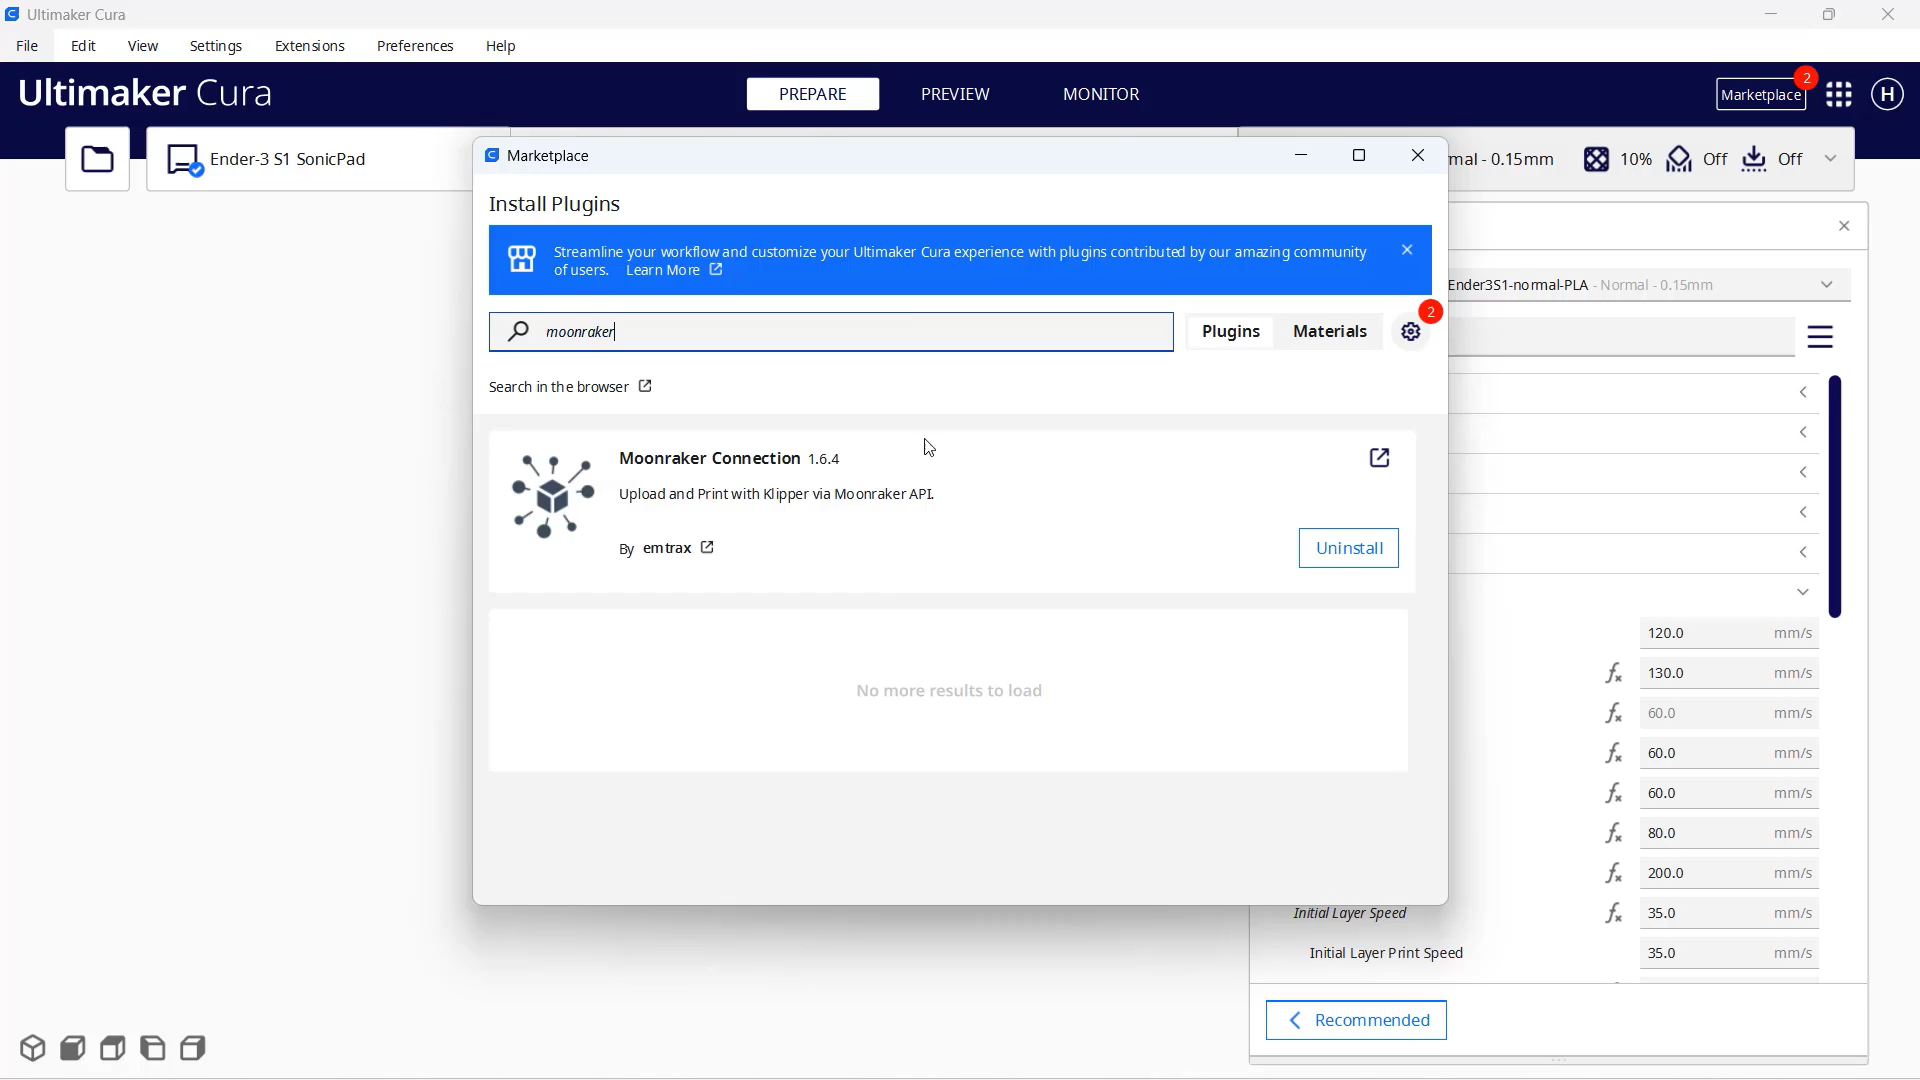 Ultimaker Cura
File Edit View Settings Extensions Preferences Help
Ultimaker Cura
PREPARE PREVIEW MONITOR
Marketplace 2 H
Ender-3 S1 SonicPad
Marketplace
mal - 0.15mm 10% Off Off
Install Plugins
Streamline your workflow and customize your Ultimaker Cura experience with plugins contributed by our amazing community
of users. Learn More
Ender3S1-normal-PLA - Normal - 0.15mm
moonraker
Plugins Materials 2
Search in the browser
Moonraker Connection 1.6.4
Upload and Print with Klipper via Moonraker API.
By emtrax
Uninstall
No more results to load
120.0 mm/s
130.0 mm/s
60.0 mm/s
60.0 mm/s
60.0 mm/s
80.0 mm/s
200.0 mm/s
Initial Layer Speed 35.0 mm/s
Initial Layer Print Speed 35.0 mm/s
Recommended